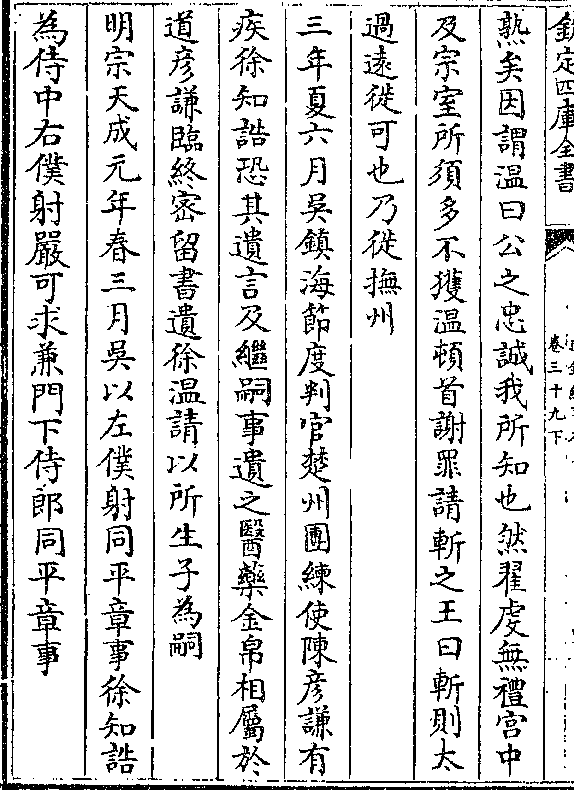 欽定四庫全書
卷三十九下
熟矣因謂溫曰公之忠誠我所知也然翟虔無禮宮中
及宗室所須多不獲溫頓首謝罪請斬之王曰斬則太
過遠徙可也乃徙撫州
三年夏六月吳鎮海節度判官楚州團練使陳彦謙有
疾徐知誥恐其遺言及繼嗣事遺之醫藥金帛相屬於
道彦謙臨終密留書遺徐溫請以所生子為嗣
明宗天成元年春三月吳以左僕射同平章事徐知誥
為侍中右僕射嚴可求兼門下侍郎同平章事